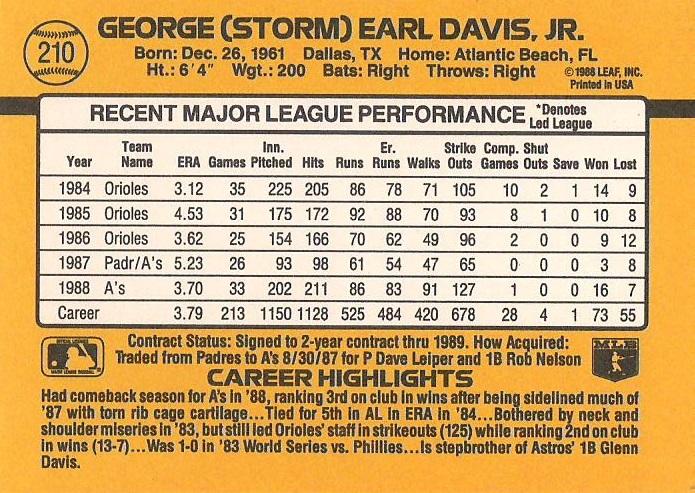 210
GEORGE (STORM) EARL DAVIS, JR.
Born: Dec. 26, 1961 Dallas, TX Home: Atlantic Beach, FL
Ht.: 6'4" Wgt.: 200 Bats: Right Throws: Right ©1988 LEAF, INC.
Printed in USA
RECENT MAJOR LEAGUE PERFORMANCE *Denotes
Led League
Team Inn. Er. Strike Comp. Shut
Year Name ERA Games Pitched Hits Runs Runs Walks Outs Games Outs Save Won Lost
1984 Orioles 3.12 35 225 205 86 78 71 105 10 2 1 14 9
1985 Orioles 4.53 31 175 172 92 88 70 93 8 1 0 10 8
1986 Orioles 3.62 25 154 166 70 62 49 96 2 0 0 9 12
1987 Padr/A's 5.23 26 93 98 61 54 47 65 0 0 0 3 8
1988 A's 3.70 33 202 211 86 83 91 127 1 0 0 16 7
Career 3.79 213 1150 1128 525 484 420 678 28 4 1 73 55
Contract Status: Signed to 2-year contract thru 1989. How Acquired:
Traded from Padres to A's 8/30/87 for P Dave Leiper and 1B Rob Nelson
MLB
CAREER HIGHLIGHTS
Had comeback season for A's in '88, ranking 3rd on club in wins after being sidelined much of
'87 with torn rib cage cartilage...Tied for 5th in AL in ERA in '84...Bothered by neck and
shoulder miseries in '83, but still led Orioles' staff in strikeouts (125) while ranking 2nd on club
in wins (13-7)...Was 1-0 in '83 World Series vs. Phillies...Is stepbrother of Astros' 1B Glenn
Davis.